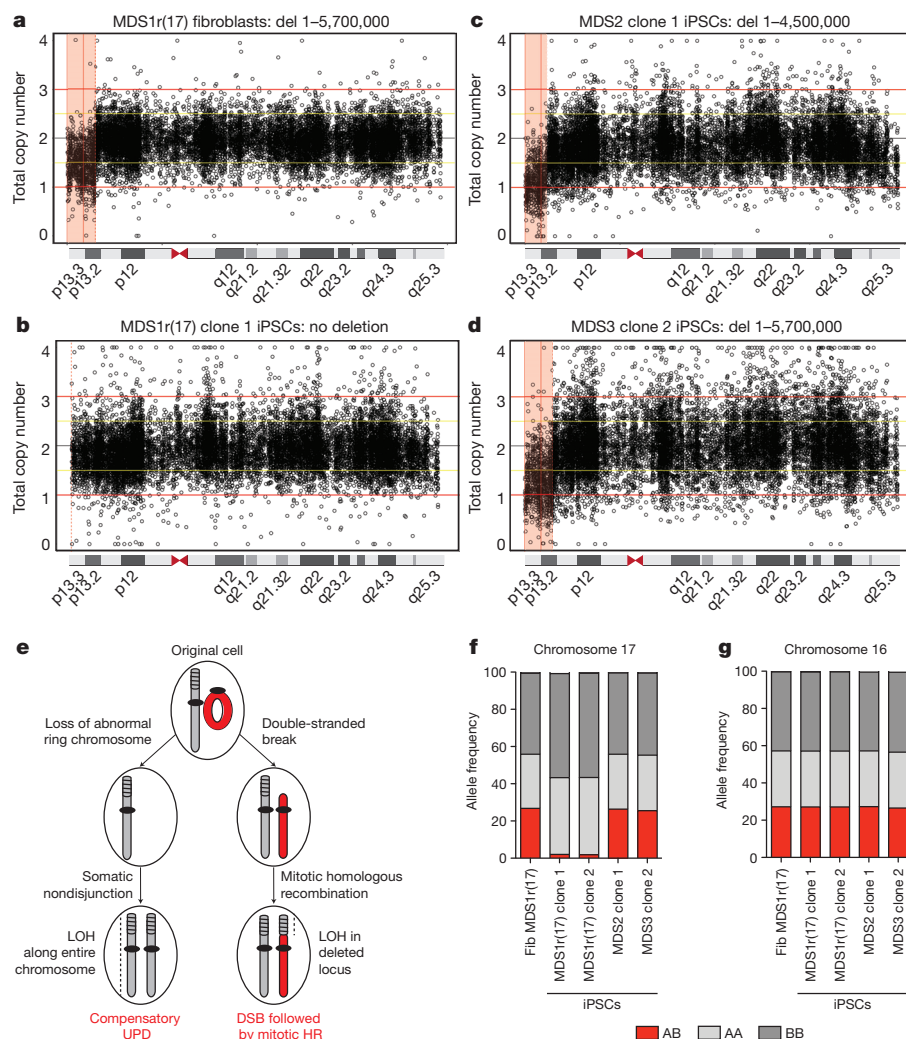 a MDS1r(17) fibroblasts: del 1–5,700,000
Total copy number
4
3
2
1
0
p13.3
p13.2
p12
q12
q21.2
q21.32
q22
q23.2
q24.3
q25.3
b MDS1r(17) clone 1 iPSCs: no deletion
Total copy number
4
3
2
1
0
p13.3
p13.2
p12
q12
q21.2
q21.32
q22
q23.2
q24.3
q25.3
c MDS2 clone 1 iPSCs: del 1–4,500,000
Total copy number
4
3
2
1
0
p13.3
p13.2
p12
q12
q21.2
q21.32
q22
q23.2
q24.3
q25.3
d MDS3 clone 2 iPSCs: del 1–5,700,000
Total copy number
4
3
2
1
0
p13.3
p13.2
p12
q12
q21.2
q21.32
q22
q23.2
q24.3
q25.3
e
Original cell
Loss of abnormal
ring chromosome
Double-stranded
break
Somatic
nondisjunction
Mitotic homologous
recombination
LOH
along entire
chromosome
LOH in
deleted
locus
Compensatory
UPD
DSB followed
by mitotic HR
f Chromosome 17
Allele frequency
100
80
60
40
20
0
Fib MDS1r(17)
MDS1r(17) clone 1
MDS1r(17) clone 2
MDS2 clone 1
MDS3 clone 2
iPSCs
g Chromosome 16
Allele frequency
100
80
60
40
20
0
Fib MDS1r(17)
MDS1r(17) clone 1
MDS1r(17) clone 2
MDS2 clone 1
MDS3 clone 2
iPSCs
AB AA BB